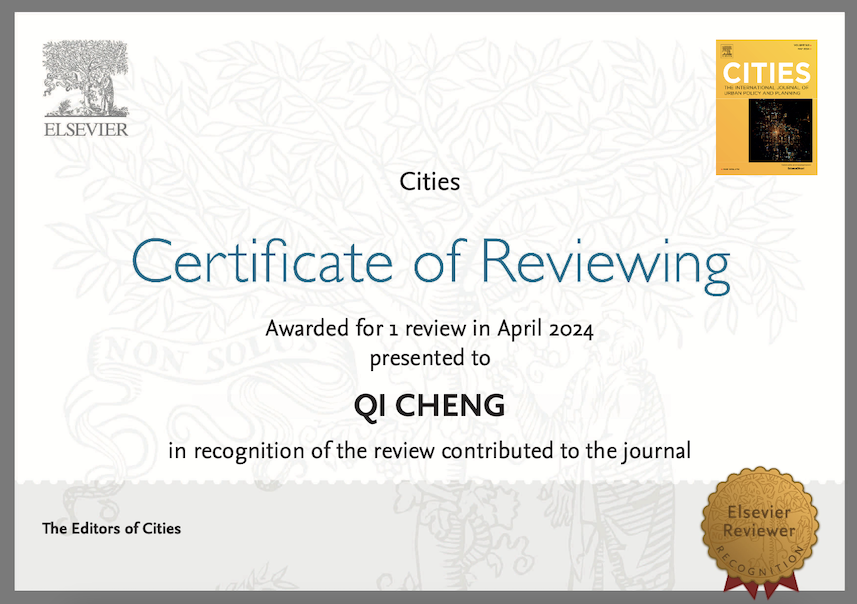 ELSEVIER
CITIES
THE INTERNATIONAL JOURNAL OF
URBAN POLICY AND PLANNING
Cities
Certificate of Reviewing
Awarded for 1 review in April 2024
presented to
NON SOLUS
QI CHENG
in recognition of the review contributed to the journal
The Editors of Cities
Elsevier
Reviewer
RECOGNITION